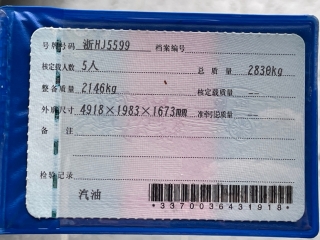 号牌号码 浙HJ5599 档案编号
核定载人数 5人 总质量 2830kg
整备质量 2146kg 核定载质量 --
外廓尺寸 4918×1983×1673mm 准牵引总质量 --
备注
检验记录
汽油
*3370036431918*